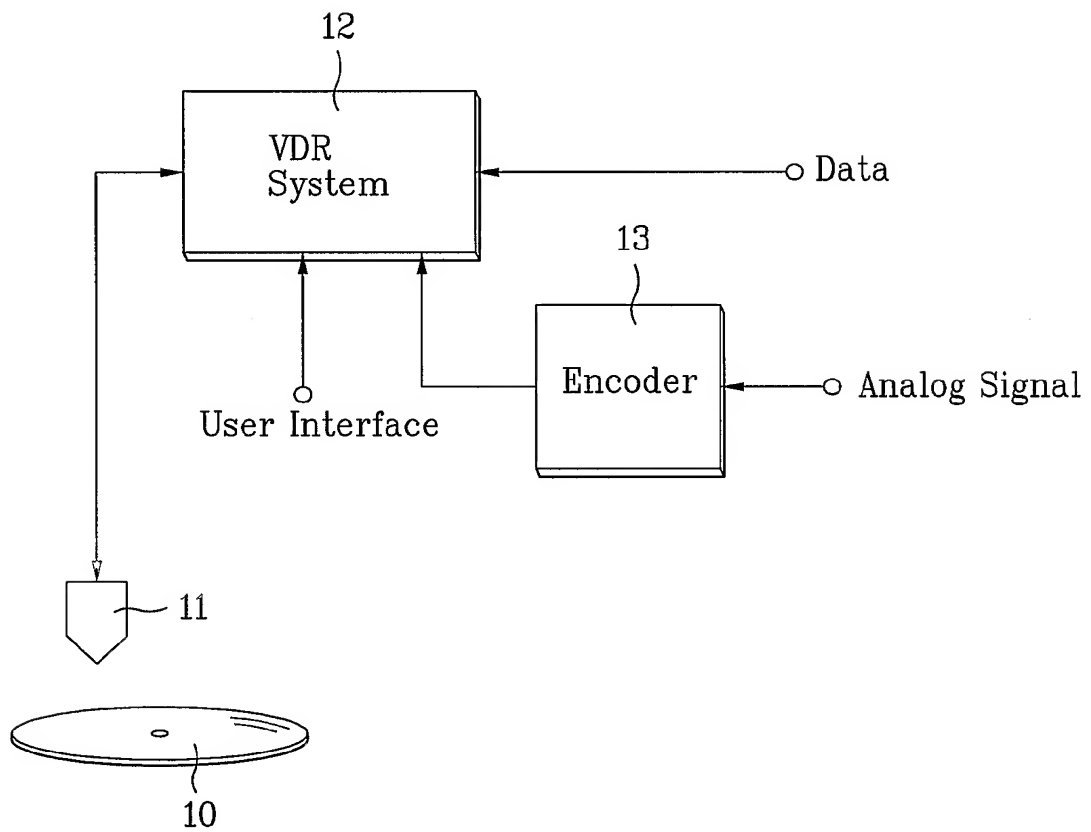 12
VDR
System
Data
13
Encoder
Analog Signal
User Interface
11
10